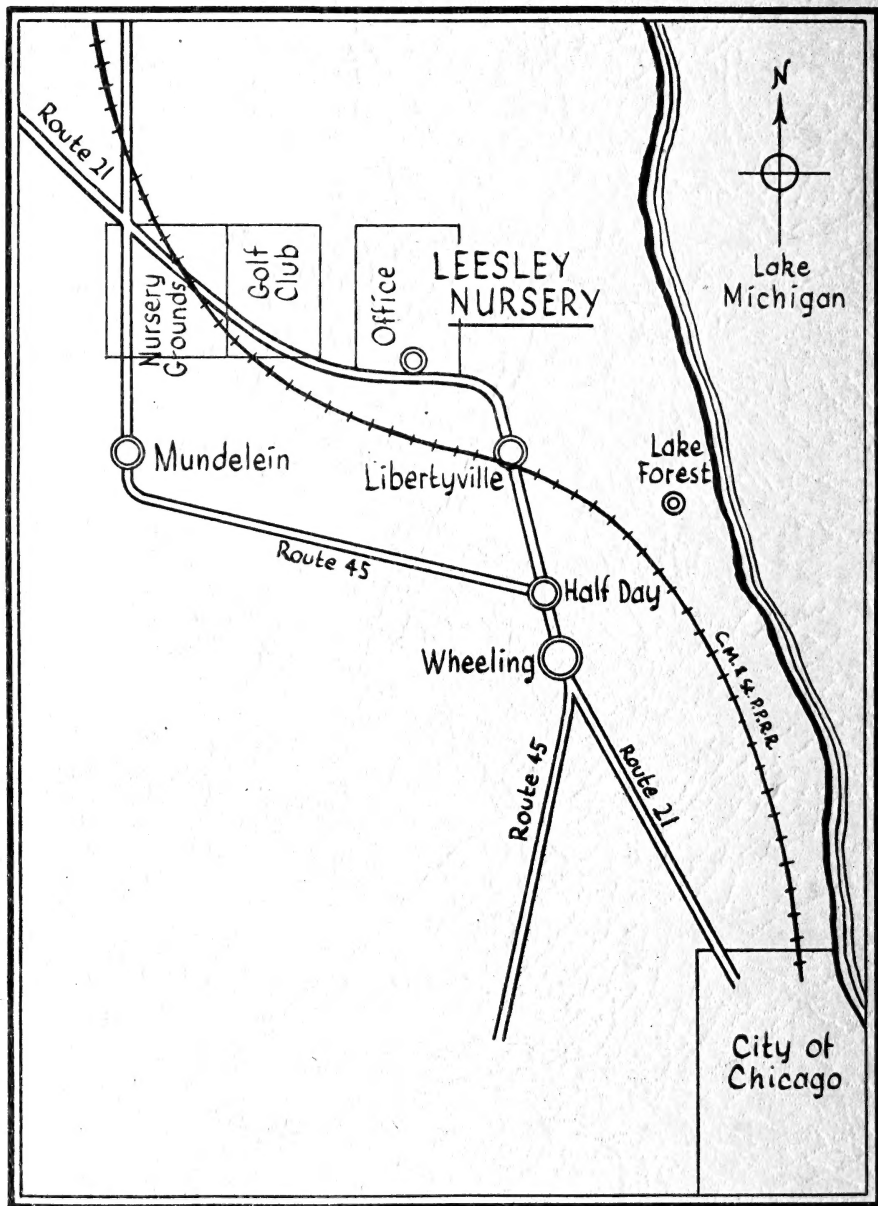 N
Route 21
Lake
Michigan
Nursery
Grounds
Golf
Club
Office
LEESLEY
NURSERY
Mundelein
Libertyville
Lake
Forest
Route 45
Half Day
Wheeling
C.M. & St. P.P.R.R
Route 45
Route 21
City of
Chicago